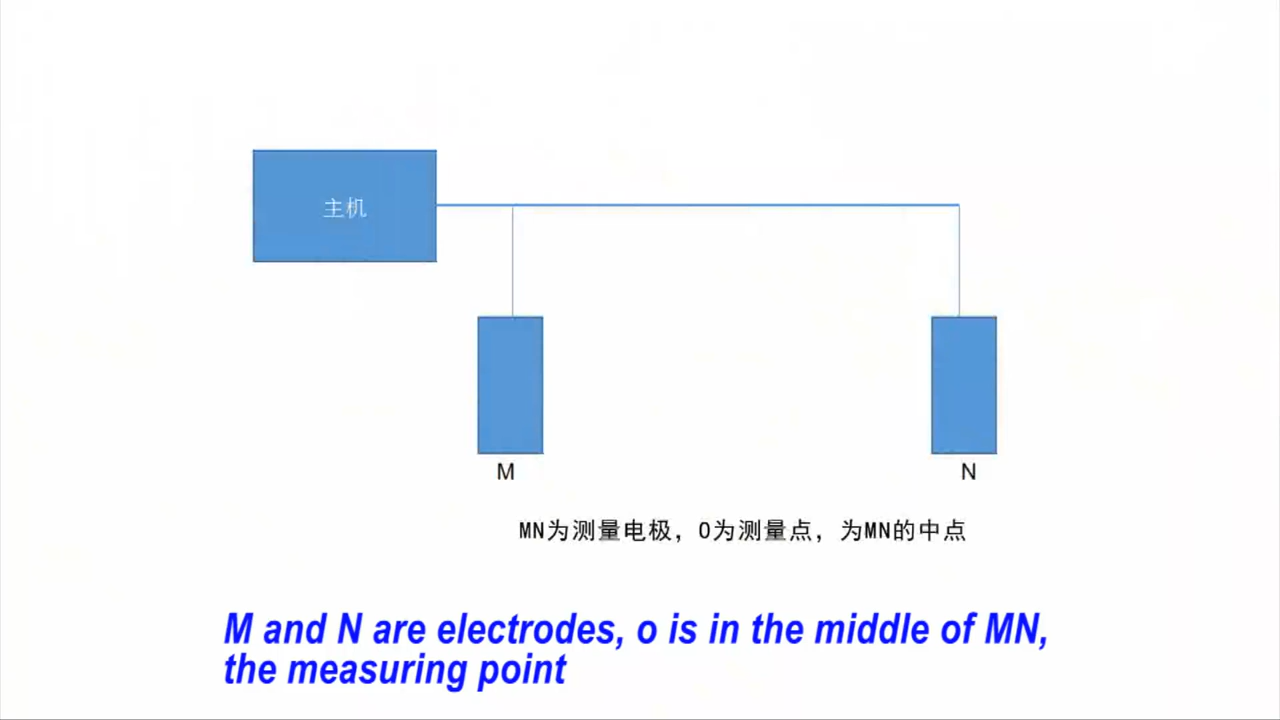 主机
M
N
MN为测量电极，O为测量点，为MN的中点
M and N are electrodes, o is in the middle of MN,
the measuring point